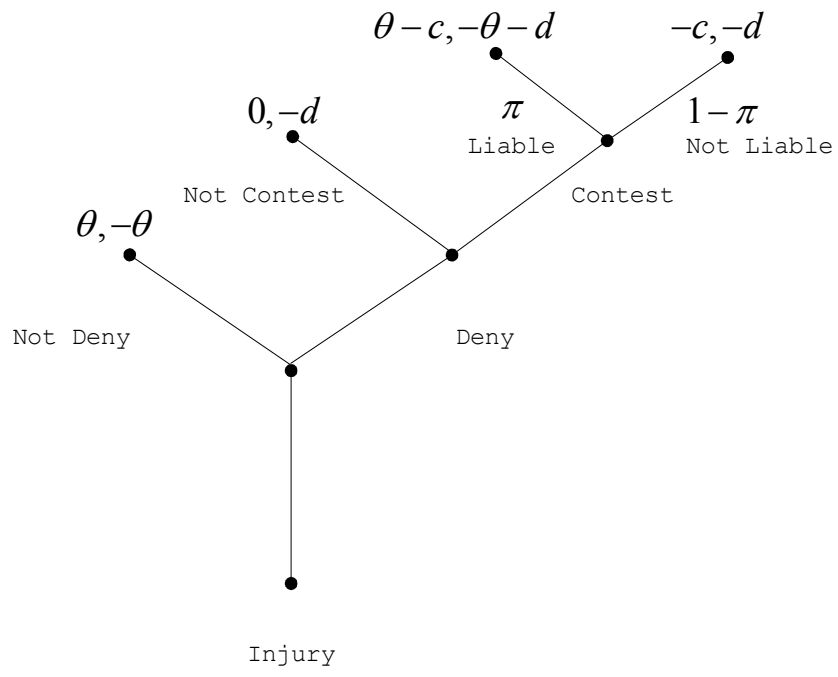 θ − c, −θ − d
−c, −d
0, −d
π
1 − π
Liable
Not Liable
Not Contest
Contest
θ, −θ
Not Deny
Deny
Injury